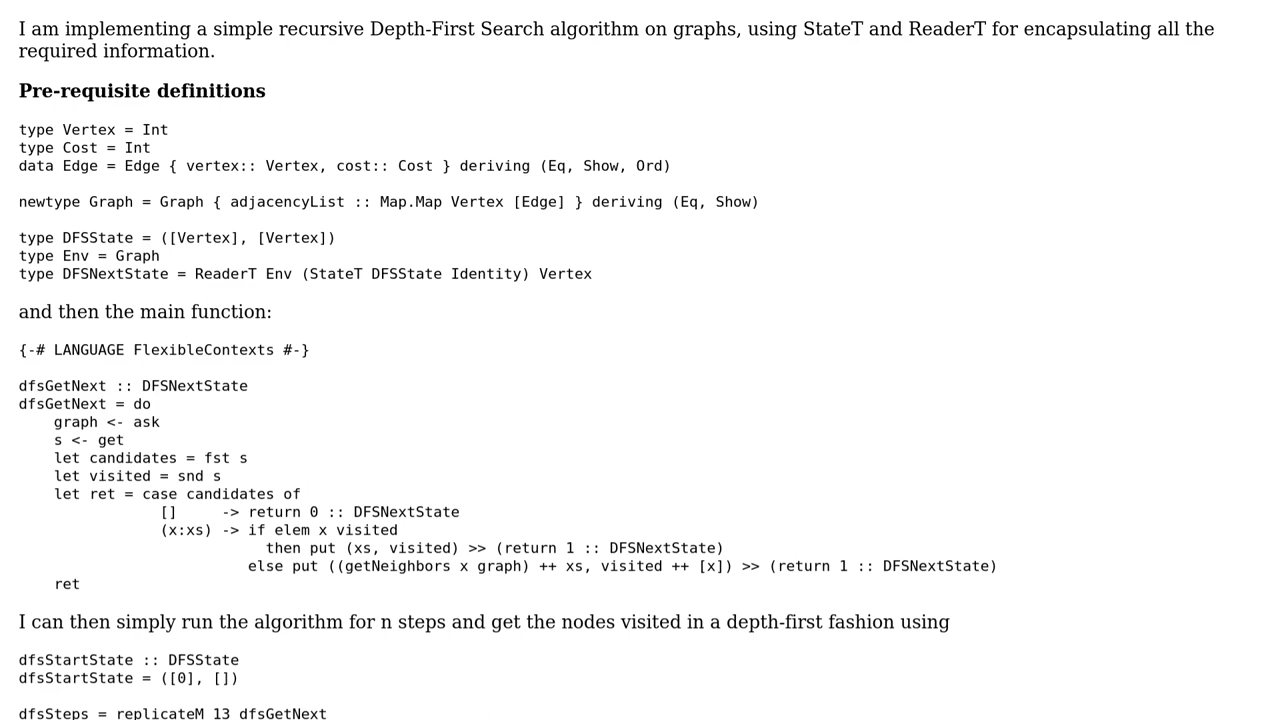 I am implementing a simple recursive Depth-First Search algorithm on graphs, using StateT and ReaderT for encapsulating all the
required information.
Pre-requisite definitions
type Vertex = Int
type Cost = Int
data Edge = Edge { vertex:: Vertex, cost:: Cost } deriving (Eq, Show, Ord)
newtype Graph = Graph { adjacencyList :: Map.Map Vertex [Edge] } deriving (Eq, Show)
type DFSState = ([Vertex], [Vertex])
type Env = Graph
type DFSNextState = ReaderT Env (StateT DFSState Identity) Vertex
and then the main function:
{-# LANGUAGE FlexibleContexts #-}
dfsGetNext :: DFSNextState
dfsGetNext = do
    graph <- ask
    s <- get
    let candidates = fst s
    let visited = snd s
    let ret = case candidates of
                []     -> return 0 :: DFSNextState
                (x:xs) -> if elem x visited
                            then put (xs, visited) >> (return 1 :: DFSNextState)
                          else put ((getNeighbors x graph) ++ xs, visited ++ [x]) >> (return 1 :: DFSNextState)
    ret
I can then simply run the algorithm for n steps and get the nodes visited in a depth-first fashion using
dfsStartState :: DFSState
dfsStartState = ([0], [])
dfsSteps = replicateM 13 dfsGetNext